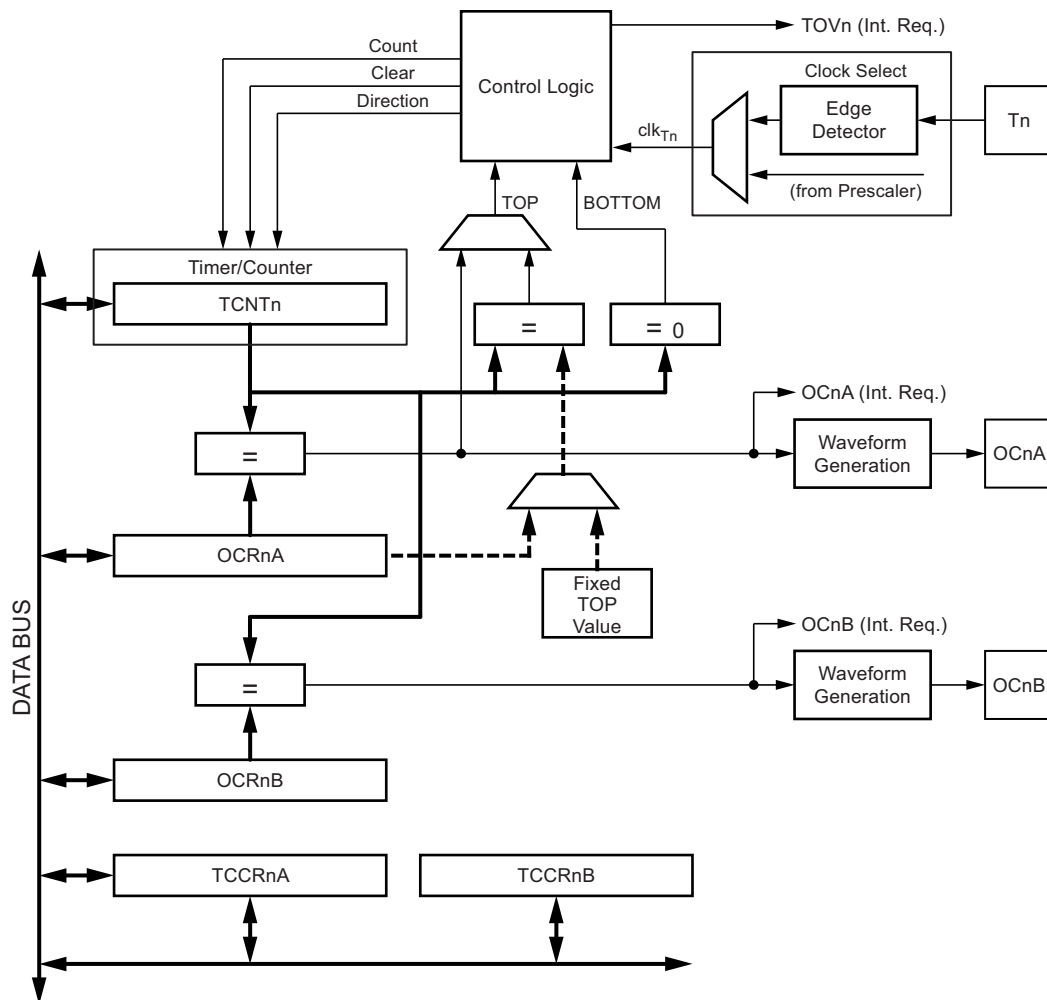 Count
Clear
Direction
Control Logic
TOVn (Int. Req.)
Clock Select
Edge
Detector
Tn
clkTn
(from Prescaler)
TOP
BOTTOM
Timer/Counter
TCNTn
=
= 0
OCnA (Int. Req.)
=
Waveform
Generation
OCnA
OCRnA
Fixed
TOP
Value
OCnB (Int. Req.)
=
Waveform
Generation
OCnB
DATA BUS
OCRnB
TCCRnA
TCCRnB